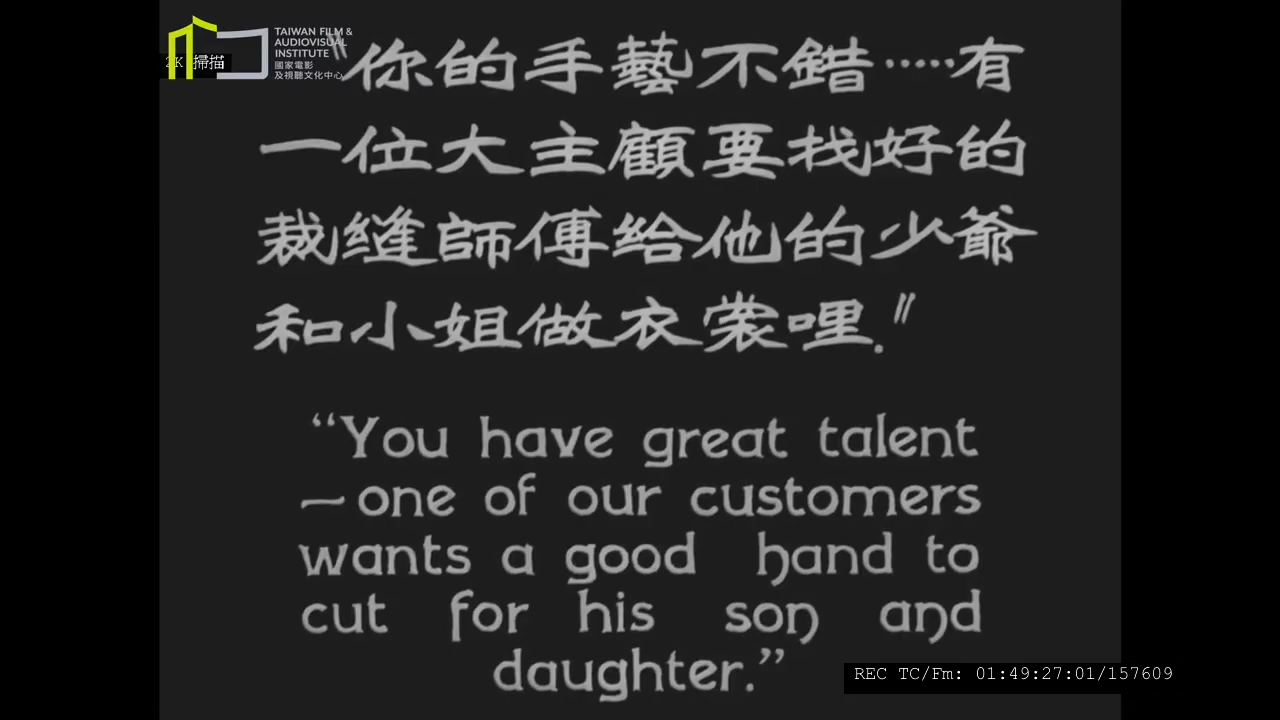 TAIWAN FILM &
AUDIOVISUAL
INSTITUTE
國家電影
及視聽文化中心
2K 掃描
"你的手藝不錯……有
一位大主顧要找好的
裁缝師傅給他的少爺
和小姐做衣裳哩."
“You have great talent
—one of our customers
wants a good hand to
cut for his son and
daughter.”
REC TC/Fm: 01:49:27:01/157609